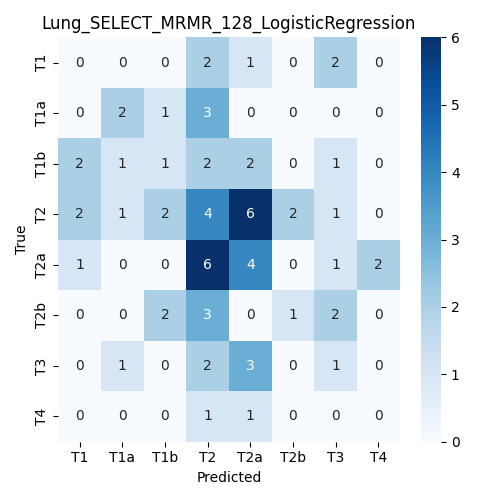 Lung_SELECT_MRMR_128_LogisticRegression
T1 0 0 0 2 1 0 2 0
T1a 0 2 1 3 0 0 0 0
T1b 2 1 1 2 2 0 1 0
T2 2 1 2 4 6 2 1 0
T2a 1 0 0 6 4 0 1 2
T2b 0 0 2 3 0 1 2 0
T3 0 1 0 2 3 0 1 0
T4 0 0 0 1 1 0 0 0
T1 T1a T1b T2 T2a T2b T3 T4
Predicted
True
6
5
4
3
2
1
0